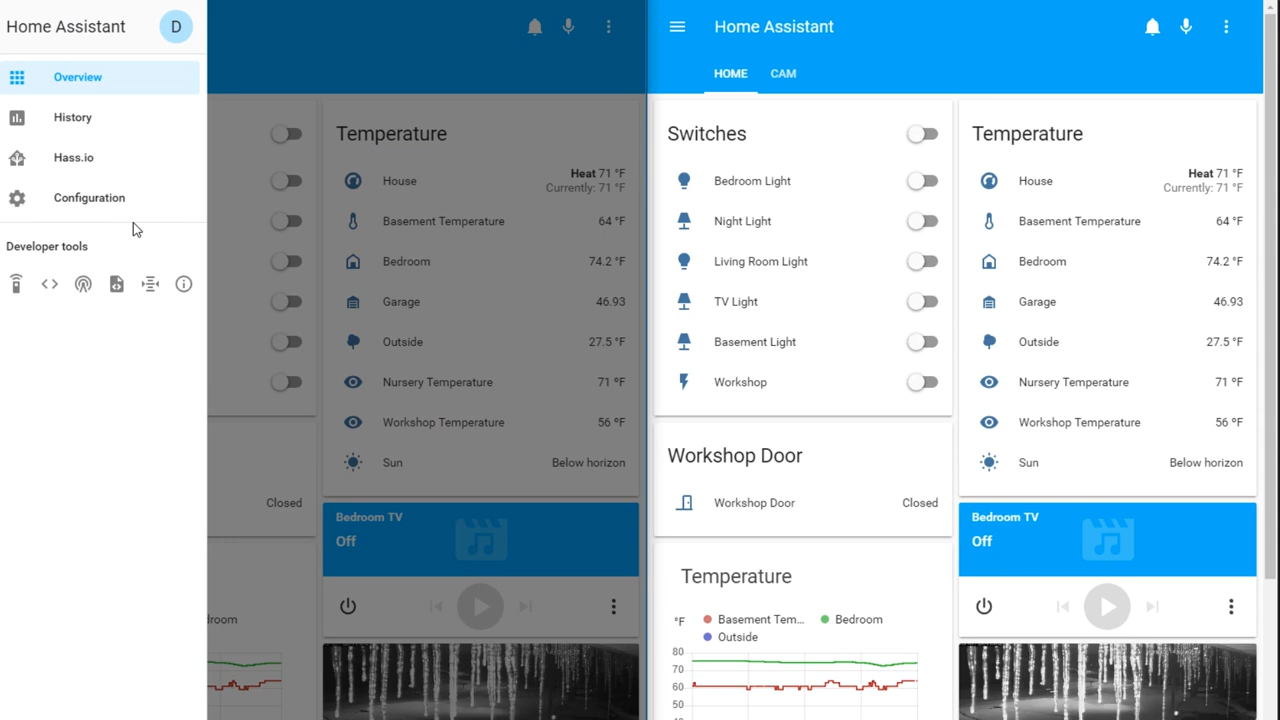 Home Assistant
D
Overview
History
Hass.io
Configuration
Developer tools
Temperature
House
Heat 71 °F
Currently: 71 °F
Basement Temperature 64 °F
Bedroom 74.2 °F
Garage 46.93
Outside 27.5 °F
Nursery Temperature 71 °F
Workshop Temperature 56 °F
Sun Below horizon
Closed
Bedroom TV
Off
droom
Home Assistant
HOME CAM
Switches
Bedroom Light
Night Light
Living Room Light
TV Light
Basement Light
Workshop
Workshop Door
Workshop Door Closed
Temperature
°F Basement Tem... Bedroom
Outside
80
70
60
50
Temperature
House
Heat 71 °F
Currently: 71 °F
Basement Temperature 64 °F
Bedroom 74.2 °F
Garage 46.93
Outside 27.5 °F
Nursery Temperature 71 °F
Workshop Temperature 56 °F
Sun Below horizon
Bedroom TV
Off